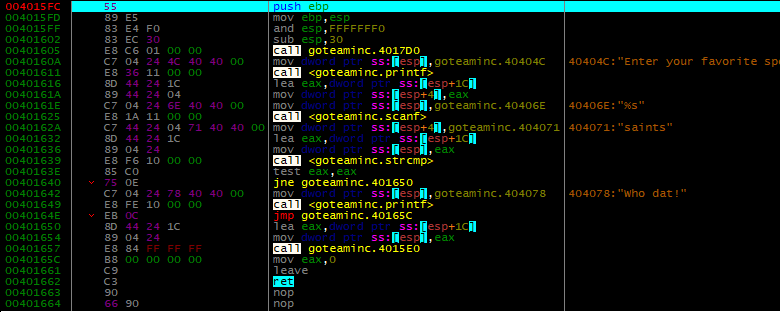 004015FC 55 push ebp
004015FD 89 E5 mov ebp,esp
004015FF 83 E4 F0 and esp,FFFFFFF0
00401602 83 EC 30 sub esp,30
00401605 E8 C6 01 00 00 call goteaminc.4017D0
0040160A C7 04 24 4C 40 40 00 mov dword ptr ss:[esp],goteaminc.40404C 40404C:"Enter your favorite spo
00401611 E8 36 11 00 00 call <goteaminc.printf>
00401616 8D 44 24 1C lea eax,dword ptr ss:[esp+1C]
0040161A 89 44 24 04 mov dword ptr ss:[esp+4],eax
0040161E C7 04 24 6E 40 40 00 mov dword ptr ss:[esp],goteaminc.40406E 40406E:"%s"
00401625 E8 1A 11 00 00 call <goteaminc.scanf>
0040162A C7 44 24 04 71 40 40 00 mov dword ptr ss:[esp+4],goteaminc.404071 404071:"saints"
00401632 8D 44 24 1C lea eax,dword ptr ss:[esp+1C]
00401636 89 04 24 mov dword ptr ss:[esp],eax
00401639 E8 F6 10 00 00 call <goteaminc.strcmp>
0040163E 85 C0 test eax,eax
00401640 75 0E jne goteaminc.401650
00401642 C7 04 24 78 40 40 00 mov dword ptr ss:[esp],goteaminc.404078 404078:"Who dat!"
00401649 E8 FE 10 00 00 call <goteaminc.printf>
0040164E EB 0C jmp goteaminc.40165C
00401650 8D 44 24 1C lea eax,dword ptr ss:[esp+1C]
00401654 89 04 24 mov dword ptr ss:[esp],eax
00401657 E8 84 FF FF FF call goteaminc.4015E0
0040165C B8 00 00 00 00 mov eax,0
00401661 C9 leave
00401662 C3 ret
00401663 90 nop
00401664 66 90 nop